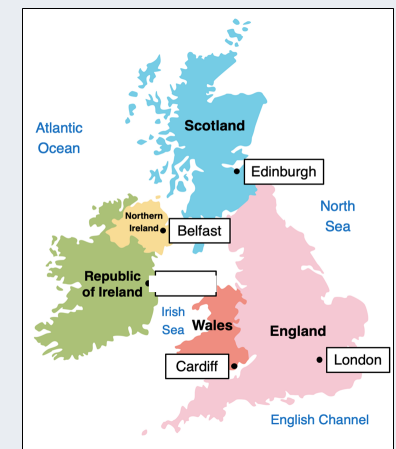 Atlantic
Ocean
Scotland
Edinburgh
North
Sea
Northern
Ireland
Belfast
Republic
of Ireland
Irish
Sea
Wales
England
London
Cardiff
English Channel